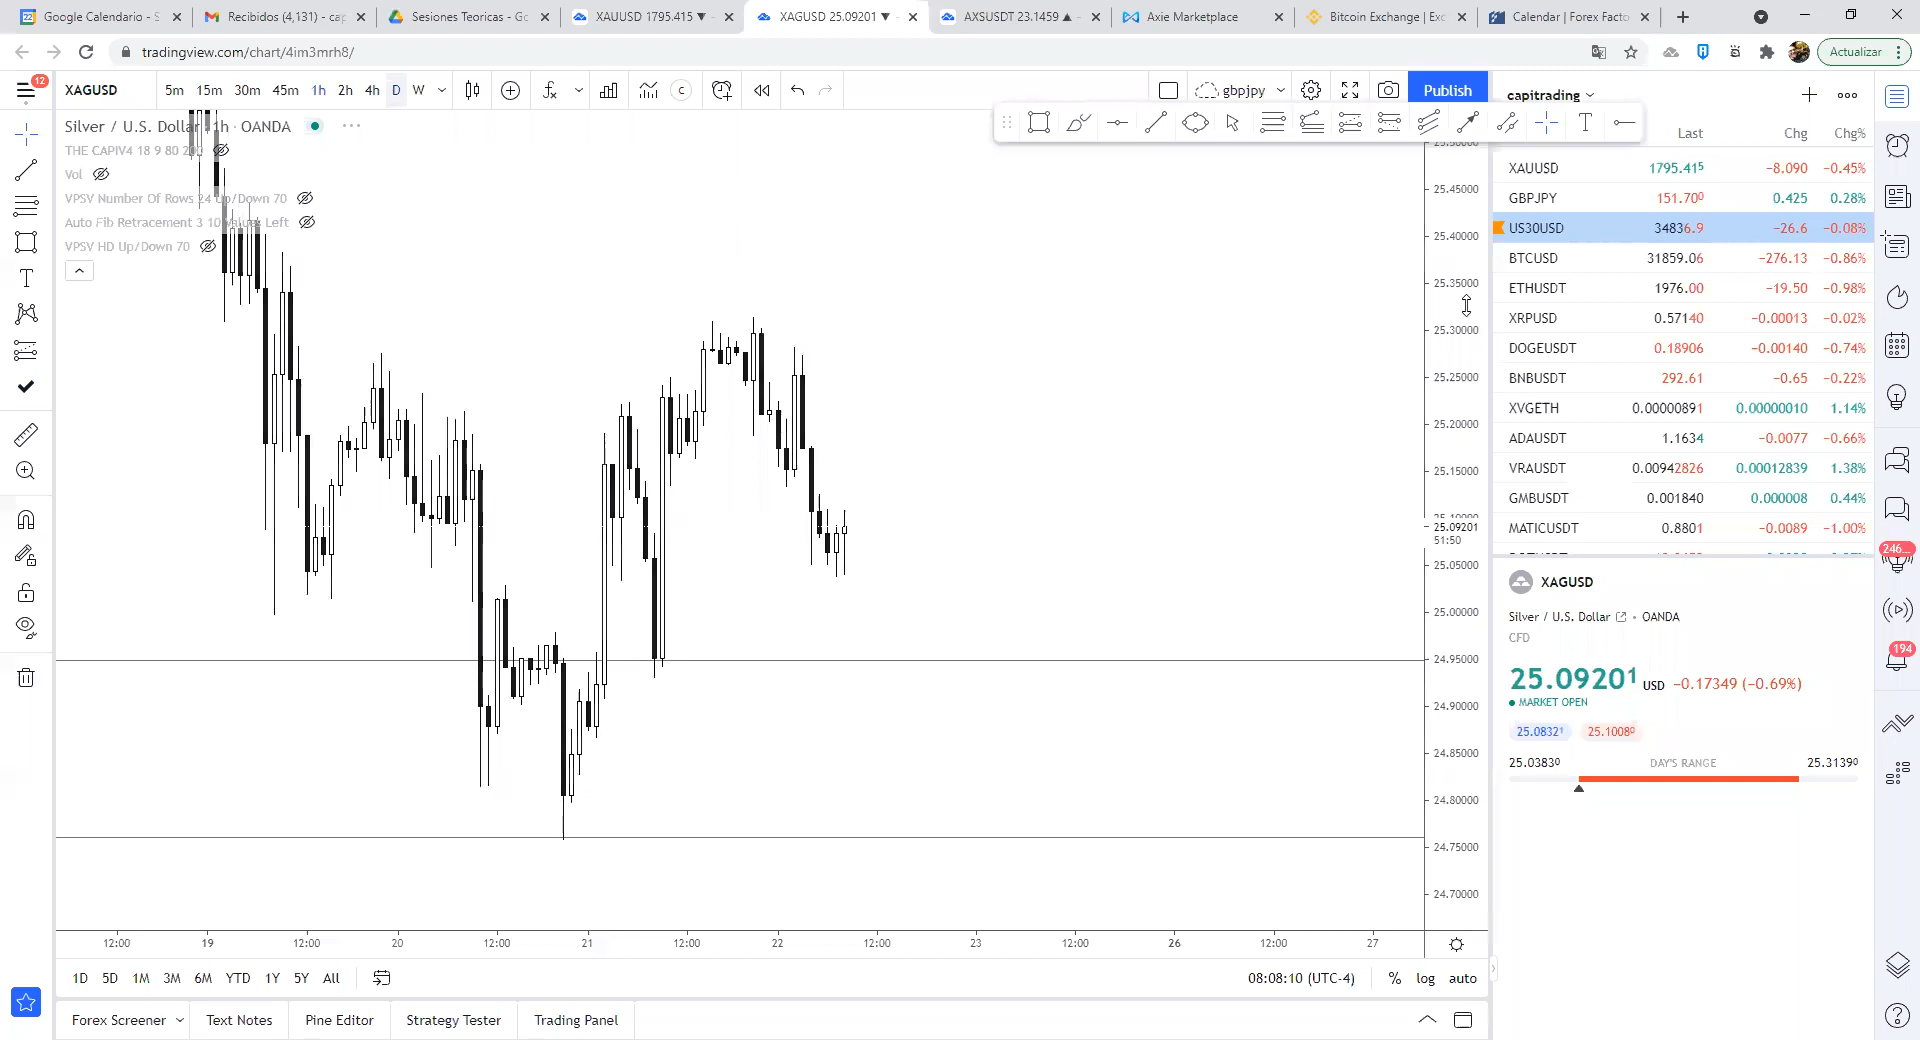 Google Calendario - S
Recibidos (4,131) - cap
Sesiones Teoricas - Go
XAUUSD 1795.415 ▼
XAGUSD 25.09201 ▼
AXSUSDT 23.1459 ▲
Axie Marketplace
Bitcoin Exchange | Exc
Calendar | Forex Facto
tradingview.com/chart/4im3mrh8/
Actualizar
12
XAGUSD
5m 15m 30m 45m 1h 2h 4h D W
gbpjpy
Publish
capitrading
Silver / U.S. Dollar 1h · OANDA
THE CAPIV4 18 9 80 200
Vol
VPSV Number Of Rows 24 Up/Down 70
Auto Fib Retracement 3 10 Values Left
VPSV HD Up/Down 70
25.50000
25.45000
25.40000
25.35000
25.30000
25.25000
25.20000
25.15000
25.10000
25.09201
51:50
25.05000
25.00000
24.95000
24.90000
24.85000
24.80000
24.75000
24.70000
12:00 19 12:00 20 12:00 21 12:00 22 12:00 23 12:00 26 12:00 27
1D 5D 1M 3M 6M YTD 1Y 5Y All
08:08:10 (UTC-4) % log auto
Forex Screener Text Notes Pine Editor Strategy Tester Trading Panel
Last Chg Chg%
XAUUSD 1795.415 −8.090 −0.45%
GBPJPY 151.700 0.425 0.28%
US30USD 34836.9 −26.6 −0.08%
BTCUSD 31859.06 −276.13 −0.86%
ETHUSDT 1976.00 −19.50 −0.98%
XRPUSD 0.57140 −0.00013 −0.02%
DOGEUSDT 0.18906 −0.00140 −0.74%
BNBUSDT 292.61 −0.65 −0.22%
XVGETH 0.00000891 0.00000010 1.14%
ADAUSDT 1.1634 −0.0077 −0.66%
VRAUSDT 0.00942826 0.00012839 1.38%
GMBUSDT 0.001840 0.000008 0.44%
MATICUSDT 0.8801 −0.0089 −1.00%
XAGUSD
Silver / U.S. Dollar • OANDA
CFD
25.09201 USD −0.17349 (−0.69%)
MARKET OPEN
25.08321 25.10080
25.03830 DAY'S RANGE 25.31390
246...
194